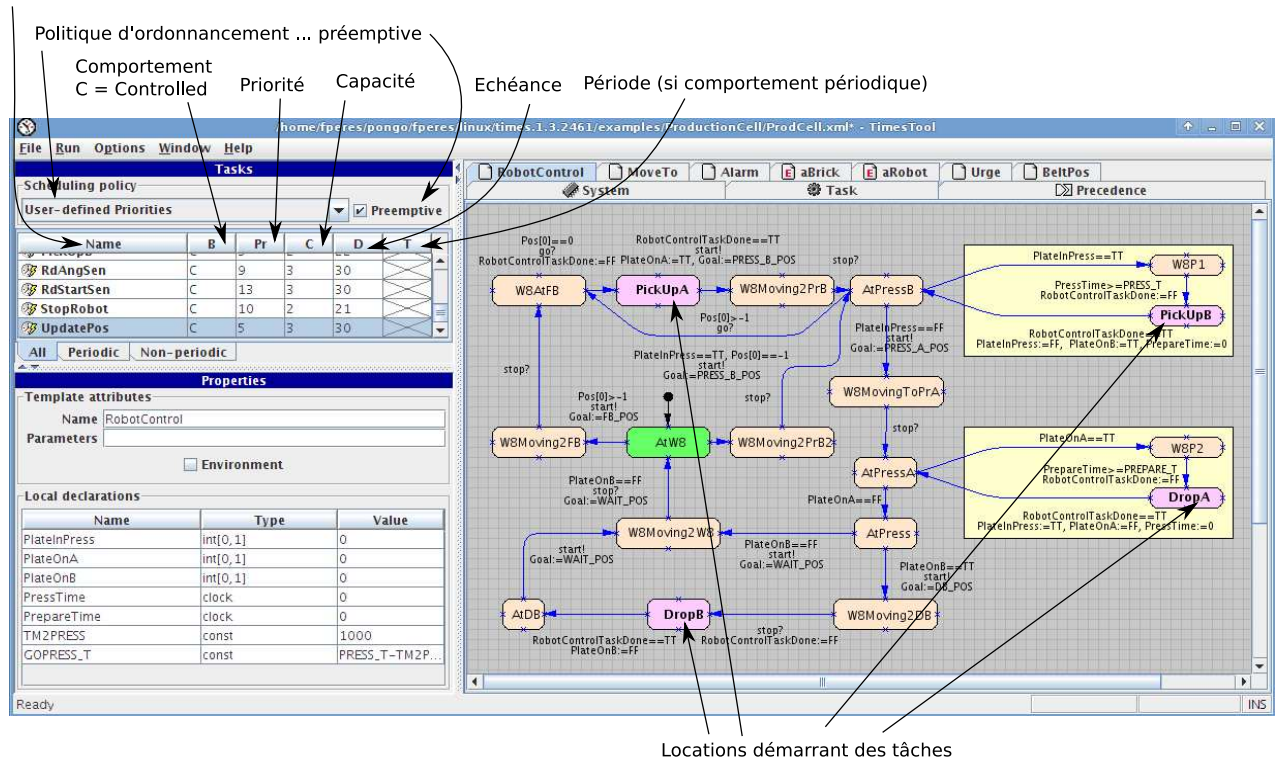 Politique d'ordonnancement ... préemptive
Comportement
C = Controlled
Priorité
Capacité
Echéance
Période (si comportement périodique)
/home/fperes/pongo/fperes/linux/times.1.3.2461/examples/ProductionCell/ProdCell.xml* - TimesTool
File Run Options Window Help
Tasks
Scheduling policy
User-defined Priorities
Preemptive
Name B Pr C D T
RdAngSen C 9 3 30
RdStartSen C 13 3 30
StopRobot C 10 2 21
UpdatePos C 5 3 30
All Periodic Non-periodic
Properties
Template attributes
Name RobotControl
Parameters
Environment
Local declarations
Name Type Value
PlateInPress int[0,1] 0
PlateOnA int[0,1] 0
PlateOnB int[0,1] 0
PressTime clock 0
PrepareTime clock 0
TM2PRESS const 1000
GOPRESS_T const PRESS_T-TM2P...
Ready
RobotControl MoveTo Alarm E aBrick E aRobot Urge BeltPos
System Task Precedence
Pos[0]==0
go?
RobotControlTaskDone:=FF
RobotControlTaskDone==TT
start!
PlateOnA:=TT, Goal:=PRESS_B_POS
stop?
W8AtFB
PickUpA
W8Moving2PrB
AtPressB
Pos[0]>-1
go?
PlateInPress==TT
W8P1
PressTime>=PRESS_T
RobotControlTaskDone:=FF
PickUpB
RobotControlTaskDone==TT
PlateInPress:=FF, PlateOnB:=TT, PrepareTime:=0
PlateInPress==FF
start!
Goal:=PRESS_A_POS
PlateInPress==TT, Pos[0]==-1
start!
Goal:=PRESS_B_POS
stop?
Pos[0]>-1
start!
Goal:=FB_POS
stop?
W8MovingToPrA
stop?
W8Moving2FB
AtW8
W8Moving2PrB2
PlateOnA==TT
W8P2
PrepareTime>=PREPARE_T
RobotControlTaskDone:=FF
DropA
RobotControlTaskDone==TT
PlateInPress:=TT, PlateOnA:=FF, PressTime:=0
AtPressA
PlateOnA==FF
PlateOnB==FF
stop?
Goal:=WAIT_POS
W8Moving2W8
AtPress
start!
Goal:=WAIT_POS
PlateOnB==FF
start!
Goal:=WAIT_POS
PlateOnB==TT
start!
Goal:=DB_POS
AtDB
DropB
W8Moving2DB
RobotControlTaskDone==TT
PlateOnB:=FF
stop?
RobotControlTaskDone:=FF
INS
Locations démarrant des tâches